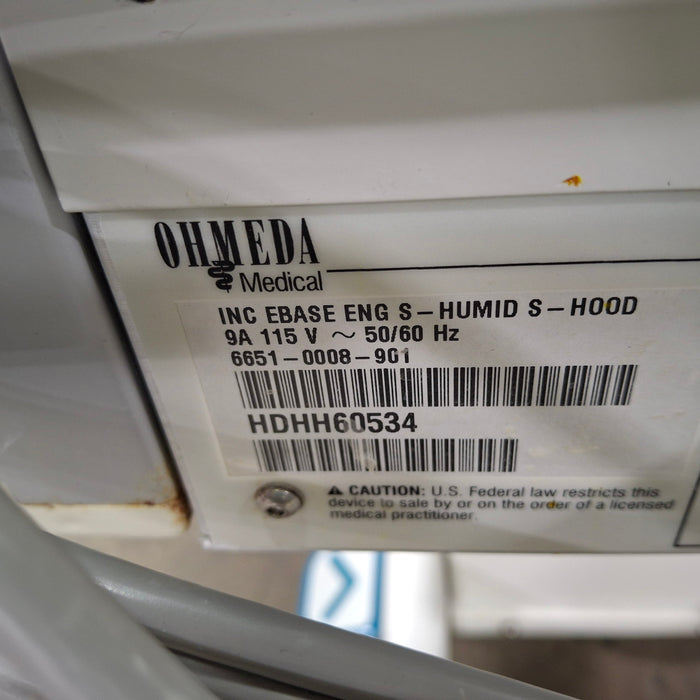 OHMEDA
Medical
INC EBASE ENG S-HUMID S-HOOD
9A 115 V ~ 50/60 Hz
6651-0008-901
HDHH60534
⚠ CAUTION: U.S. Federal law restricts this
device to sale by or on the order of a licensed
medical practitioner